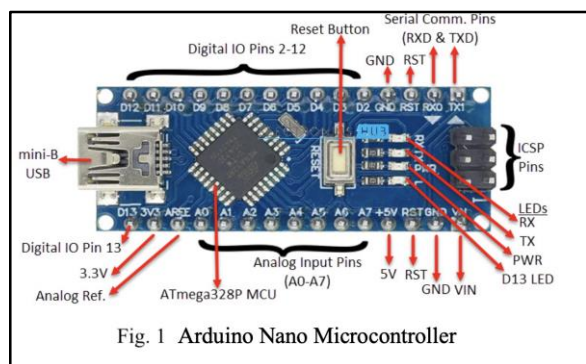 Serial Comm. Pins
Reset Button (RXD & TXD)
Digital IO Pins 2-12
GND RST
D12 D11 D10 D9 D8 D7 D6 D5 D4 D3 D2 GND RST RX0 TX1
mini-B
USB
RESET
ICSP
Pins
LEDs
RX
TX
PWR
D13 LED
D13 3V3 AREF A0 A1 A2 A3 A4 A5 A6 A7 +5V RST GND VIN
Digital IO Pin 13
3.3V
Analog Ref.
Analog Input Pins
(A0-A7)
ATmega328P MCU
5V RST
GND VIN
Fig. 1 Arduino Nano Microcontroller